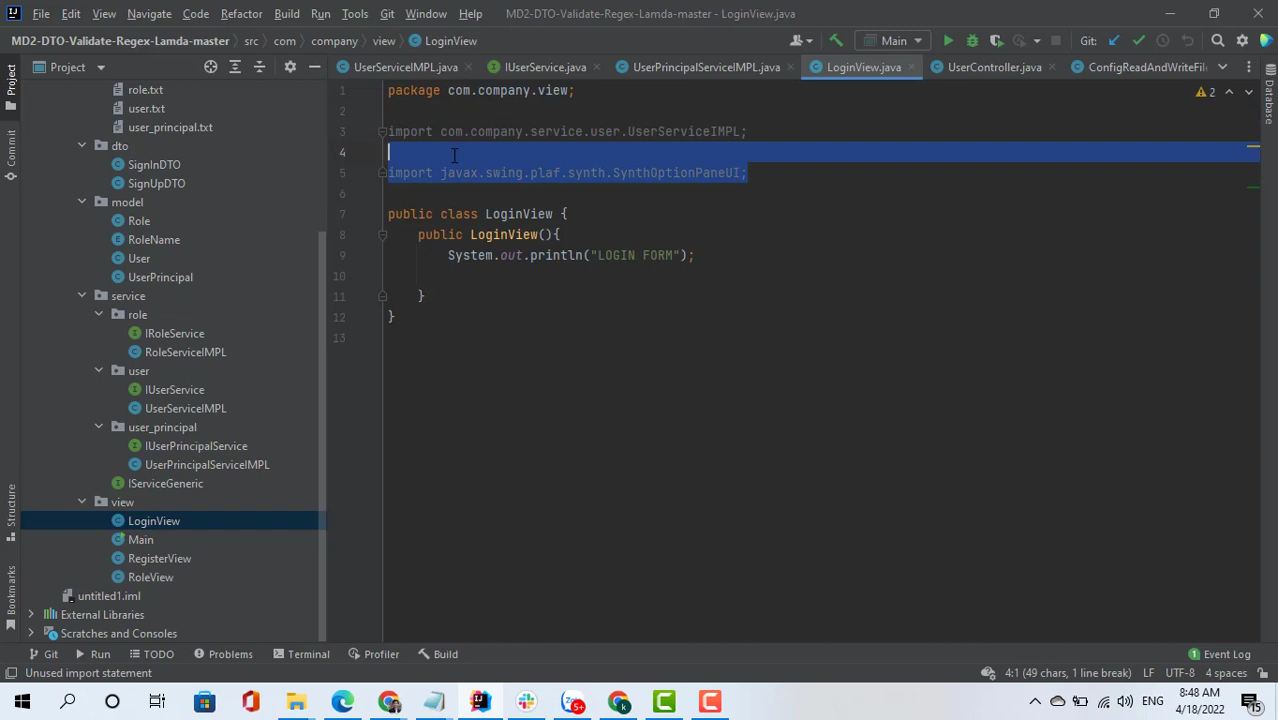 File Edit View Navigate Code Refactor Build Run Tools Git Window Help MD2-DTO-Validate-Regex-Lamda-master - LoginView.java
MD2-DTO-Validate-Regex-Lamda-master src com company view LoginView Main Git:
Project
UserServiceIMPL.java IUserService.java UserPrincipalServiceIMPL.java LoginView.java UserController.java ConfigReadAndWriteFil
Project
Commit
Structure
Bookmarks
Database
role.txt
user.txt
user_principal.txt
dto
SignInDTO
SignUpDTO
model
Role
RoleName
User
UserPrincipal
service
role
IRoleService
RoleServiceIMPL
user
IUserService
UserServiceIMPL
user_principal
IUserPrincipalService
UserPrincipalServiceIMPL
IServiceGeneric
view
LoginView
Main
RegisterView
RoleView
untitled1.iml
External Libraries
Scratches and Consoles
1 package com.company.view; 2
2
3 import com.company.service.user.UserServiceIMPL;
4
5 import javax.swing.plaf.synth.SynthOptionPaneUI;
6
7 public class LoginView {
8 public LoginView(){
9 System.out.println("LOGIN FORM");
10
11 }
12 }
13
Git Run TODO Problems Terminal Profiler Build 1 Event Log
Unused import statement 4:1 (49 chars, 1 line break) LF UTF-8 4 spaces
5+ k ENG 8:48 AM
4/18/2022 15